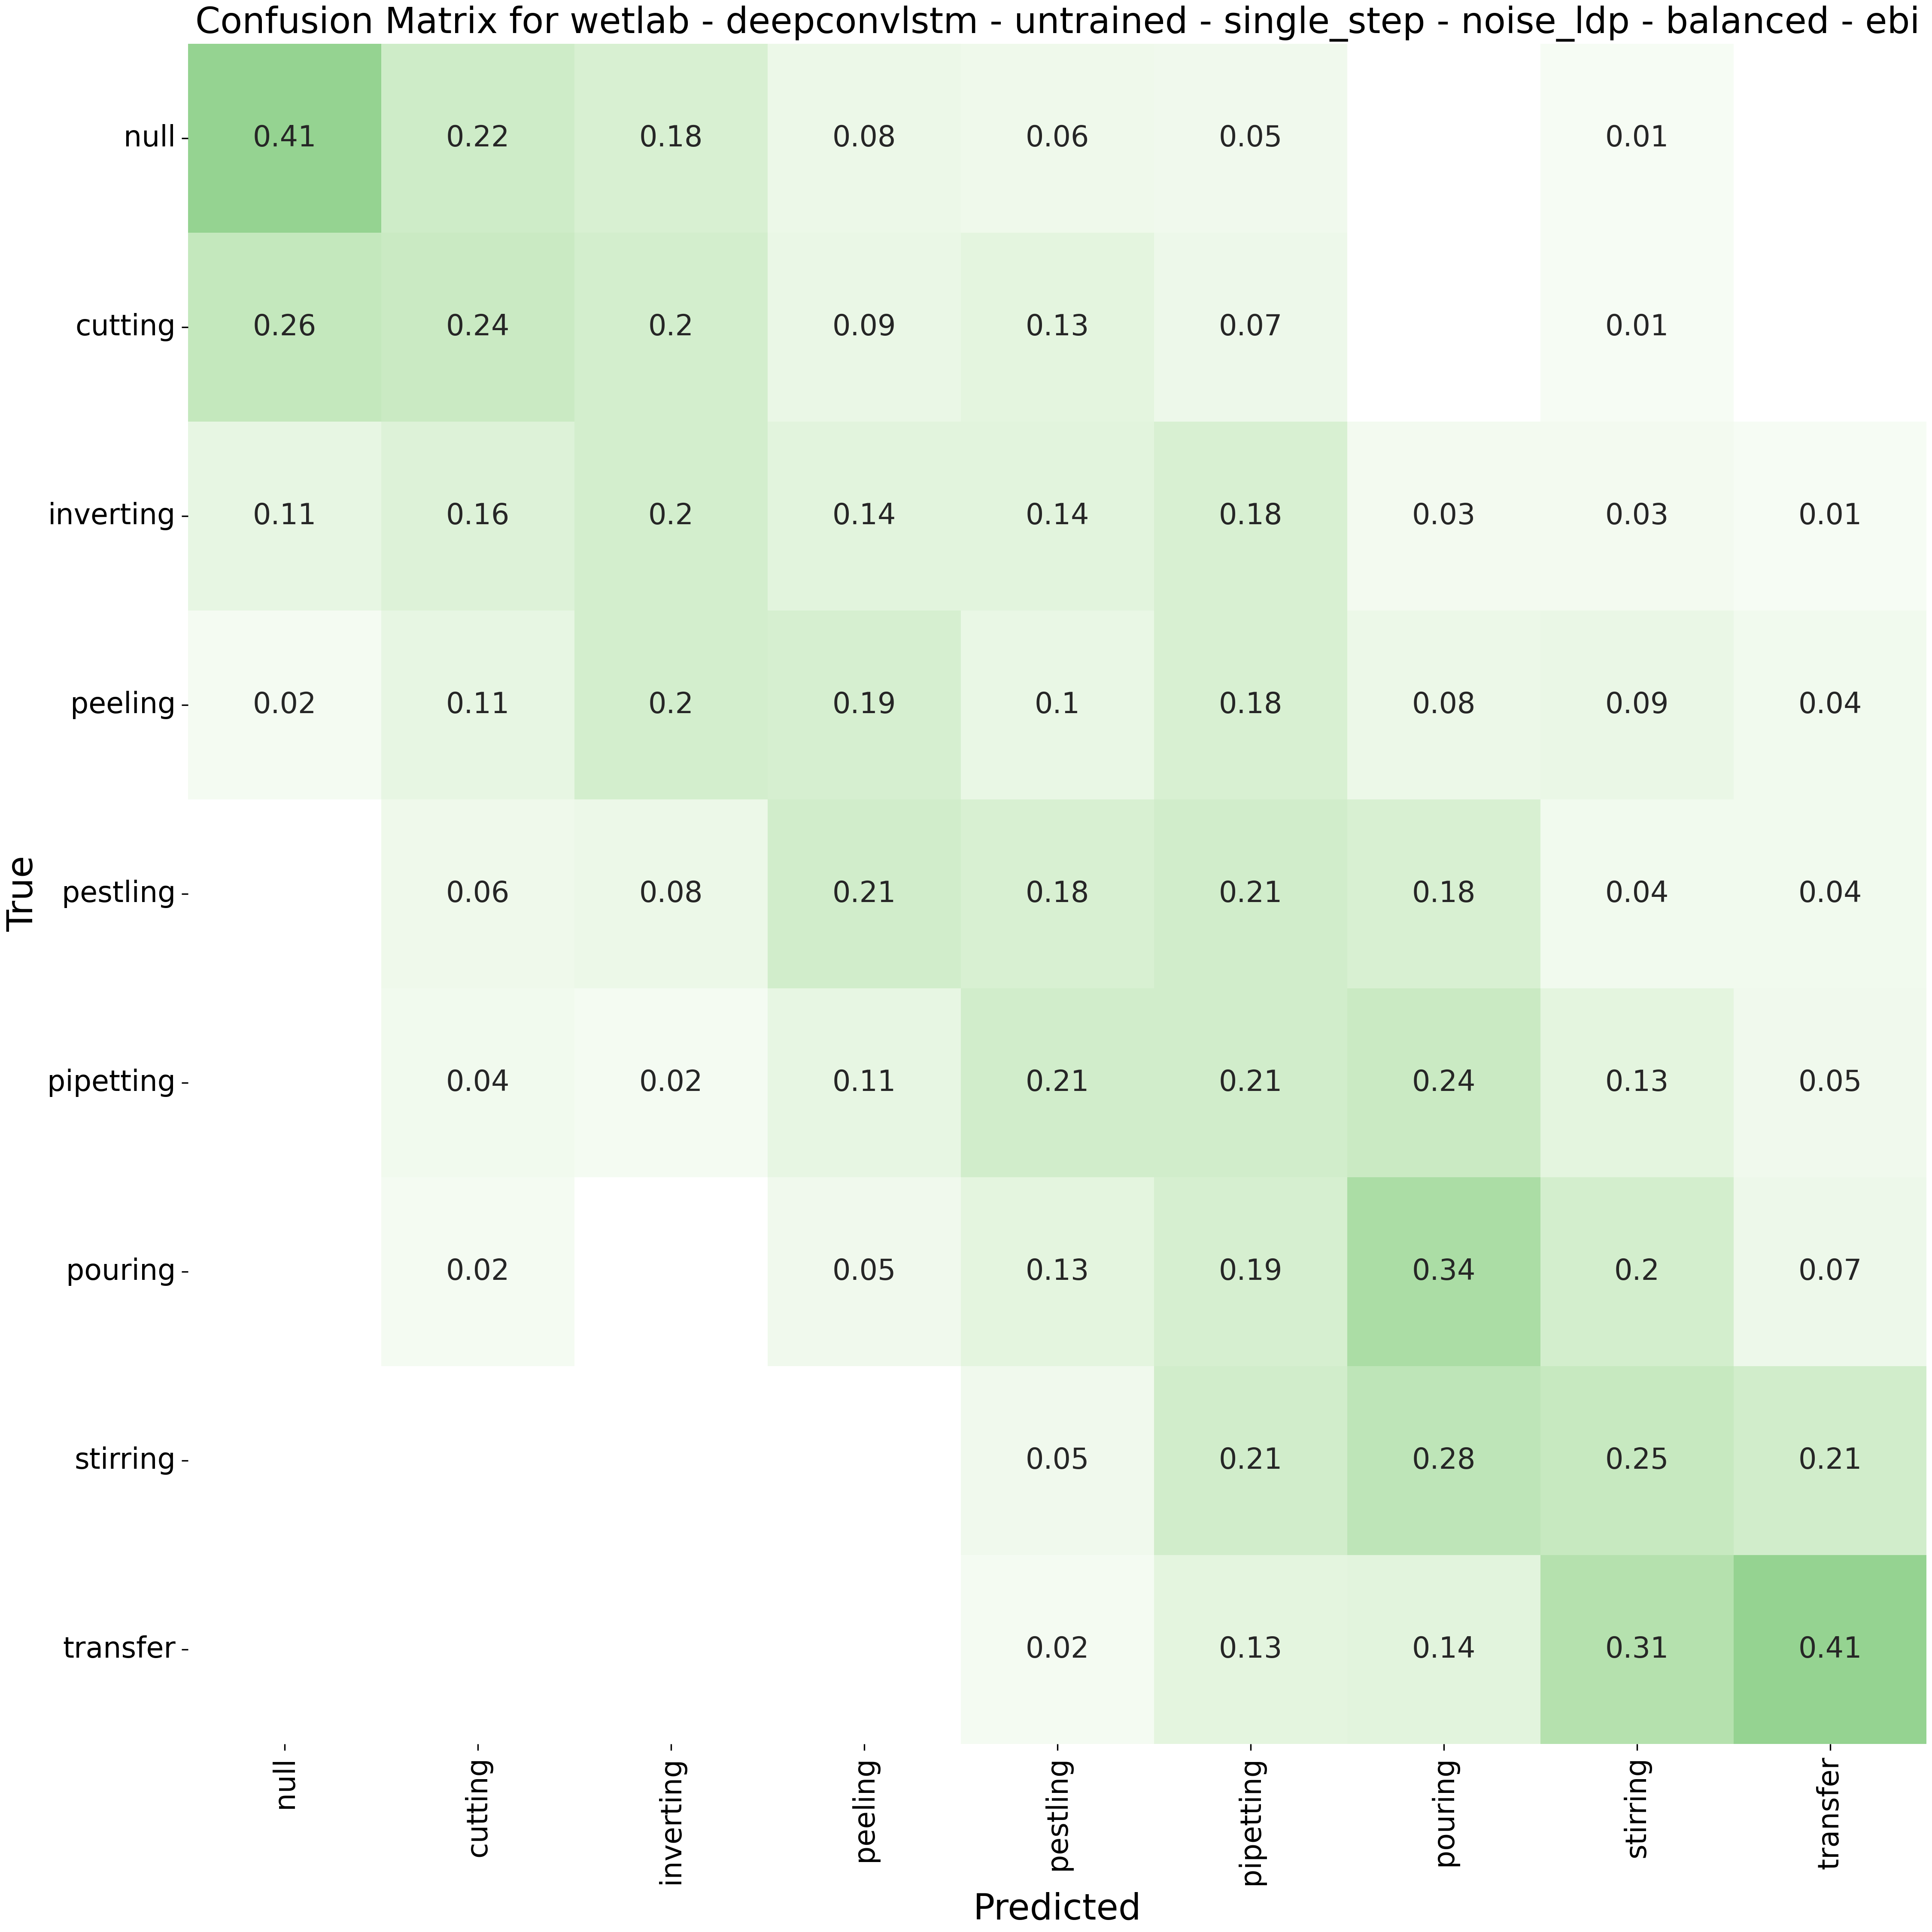 Confusion Matrix for wetlab - deepconvlstm - untrained - single_step - noise_ldp - balanced - ebi
null 0.41 0.22 0.18 0.08 0.06 0.05 0.01
cutting 0.26 0.24 0.2 0.09 0.13 0.07 0.01
inverting 0.11 0.16 0.2 0.14 0.14 0.18 0.03 0.03 0.01
peeling 0.02 0.11 0.2 0.19 0.1 0.18 0.08 0.09 0.04
True
pestling 0.06 0.08 0.21 0.18 0.21 0.18 0.04 0.04
pipetting 0.04 0.02 0.11 0.21 0.21 0.24 0.13 0.05
pouring 0.02 0.05 0.13 0.19 0.34 0.2 0.07
stirring 0.05 0.21 0.28 0.25 0.21
transfer 0.02 0.13 0.14 0.31 0.41
null cutting inverting peeling pestling pipetting pouring stirring transfer
Predicted